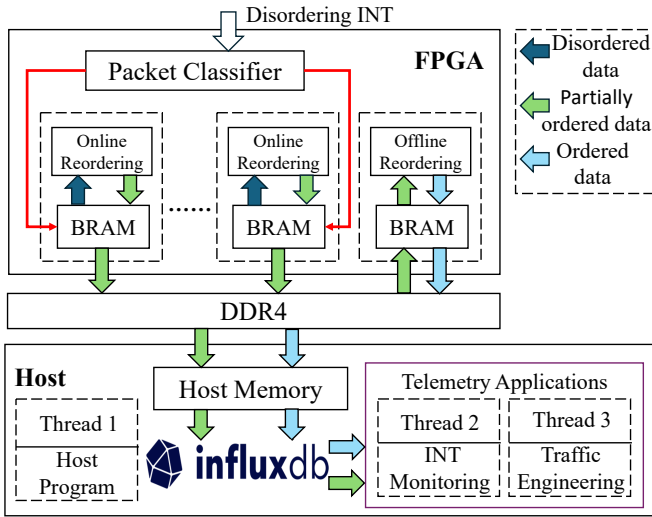 Disordering INT
Packet Classifier
FPGA
Disordered
data
Partially
ordered data
Ordered
data
Online
Reordering
Online
Reordering
Offline
Reordering
BRAM
......
BRAM
BRAM
DDR4
Host
Host Memory
Telemetry Applications
Thread 1
Host
Program
influxdb
Thread 2
INT
Monitoring
Thread 3
Traffic
Engineering